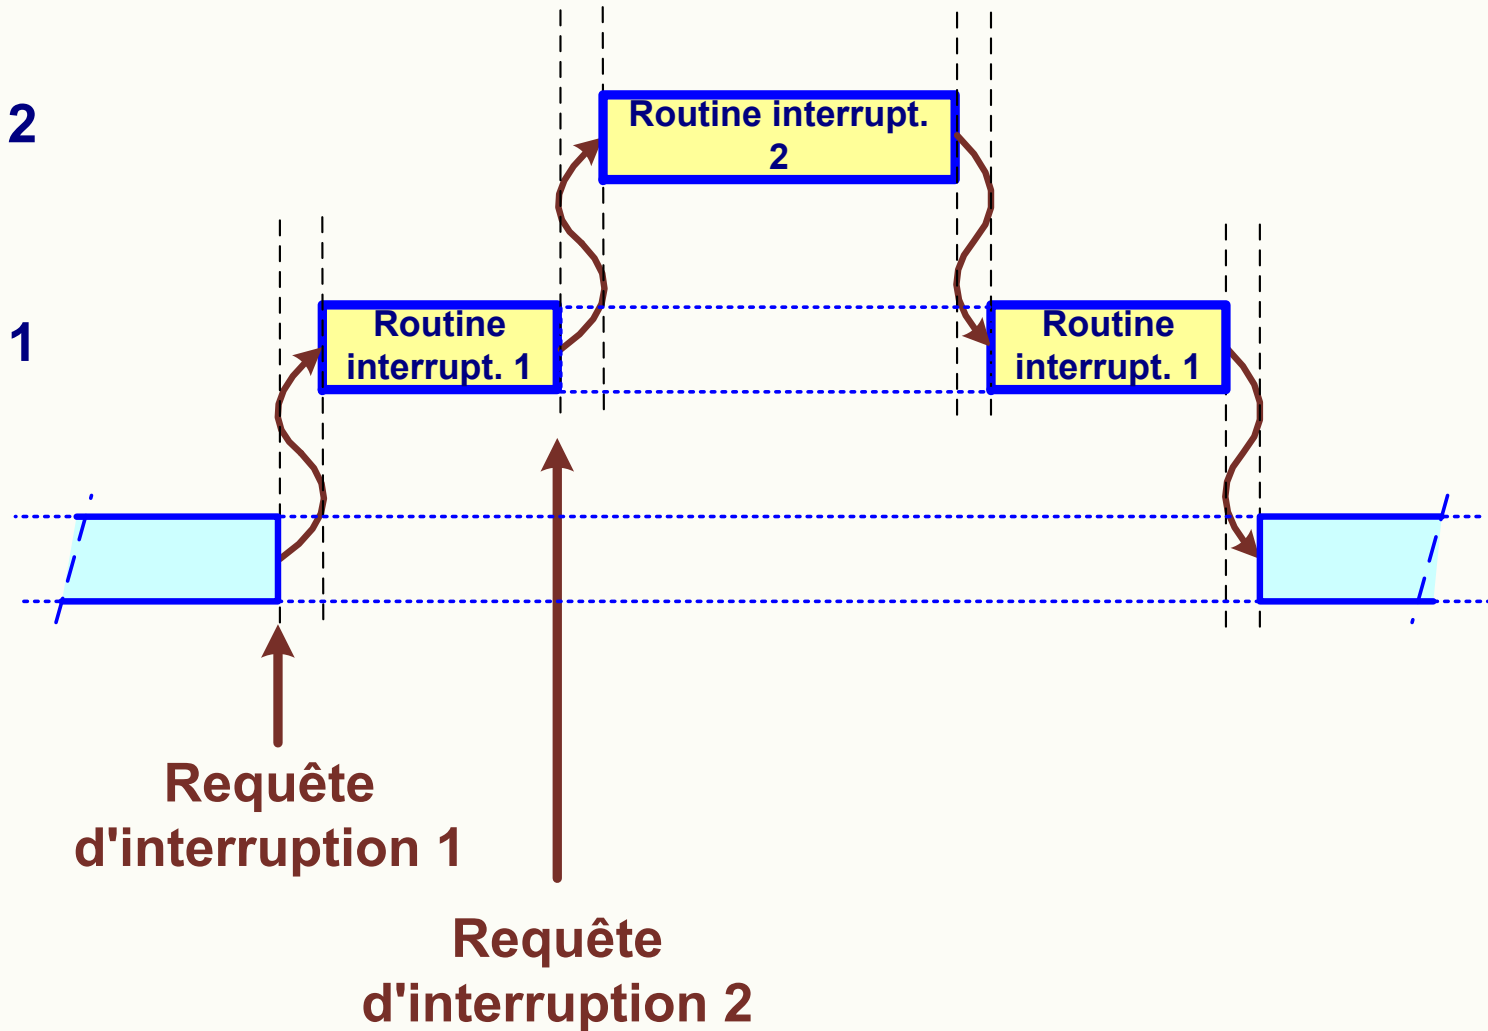 2
Routine interrupt.
2
1
Routine
interrupt. 1
Routine
interrupt. 1
Requête
d'interruption 1
Requête
d'interruption 2